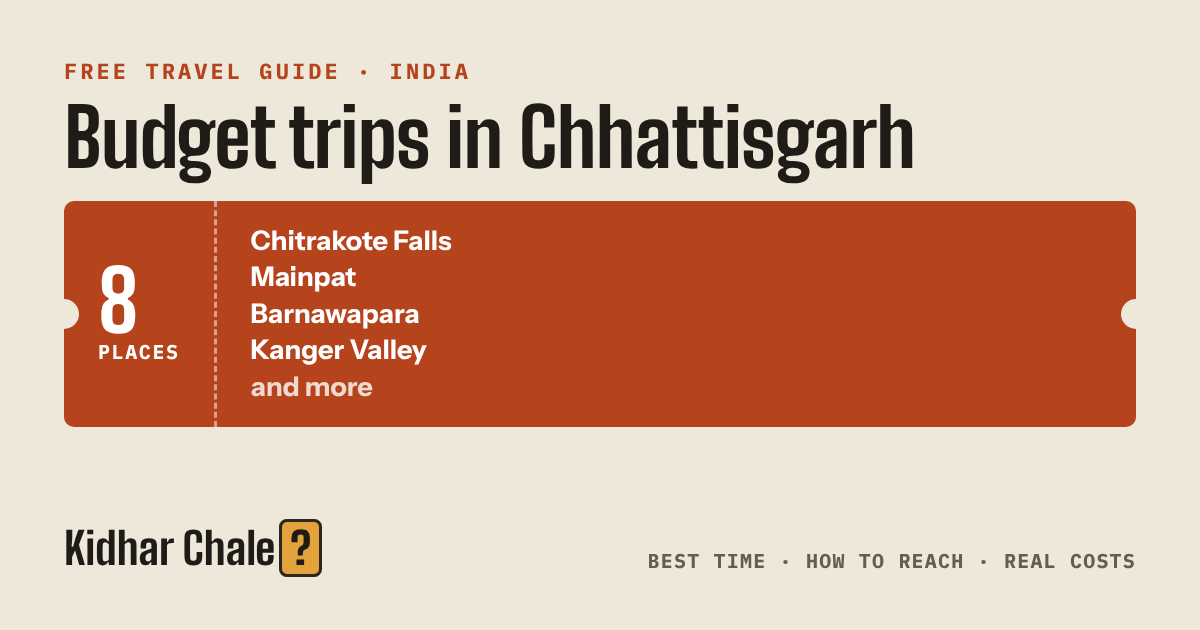 FREE TRAVEL GUIDE · INDIA
Budget trips in Chhattisgarh
8
PLACES
Chitrakote Falls
Mainpat
Barnawapara
Kanger Valley
and more
Kidhar Chale ?
BEST TIME · HOW TO REACH · REAL COSTS